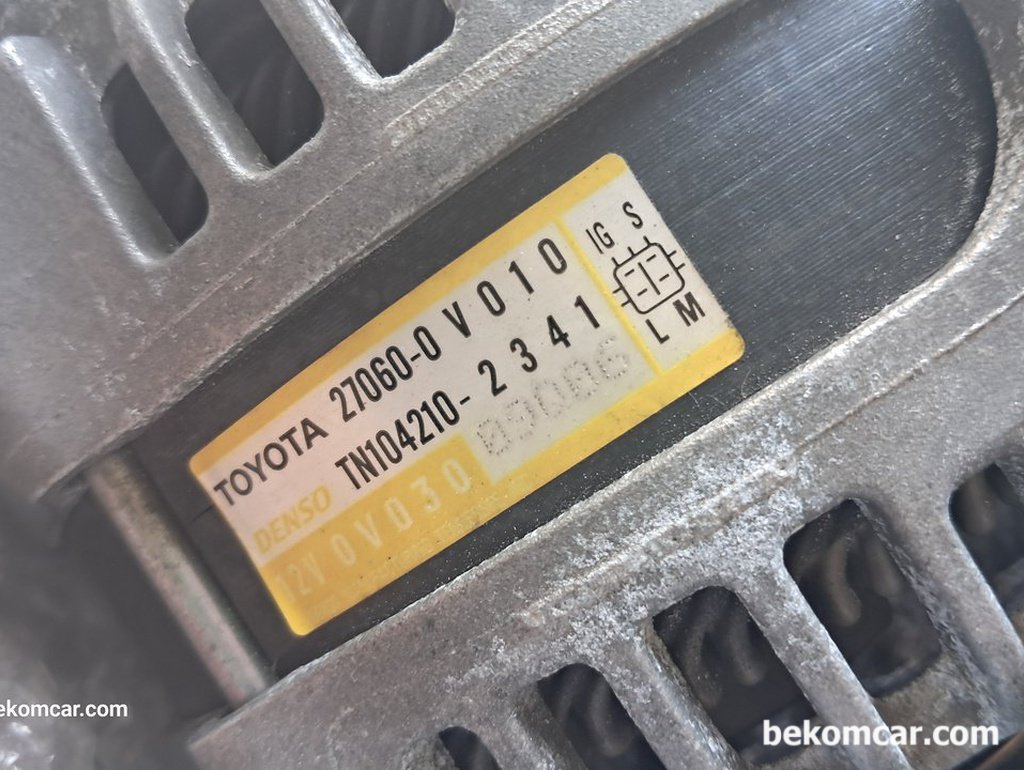 TOYOTA 27060-0V010
DENSO TN104210-2341
12V 0V030
IG S
L M
ekomcar.com
bekomcar.com